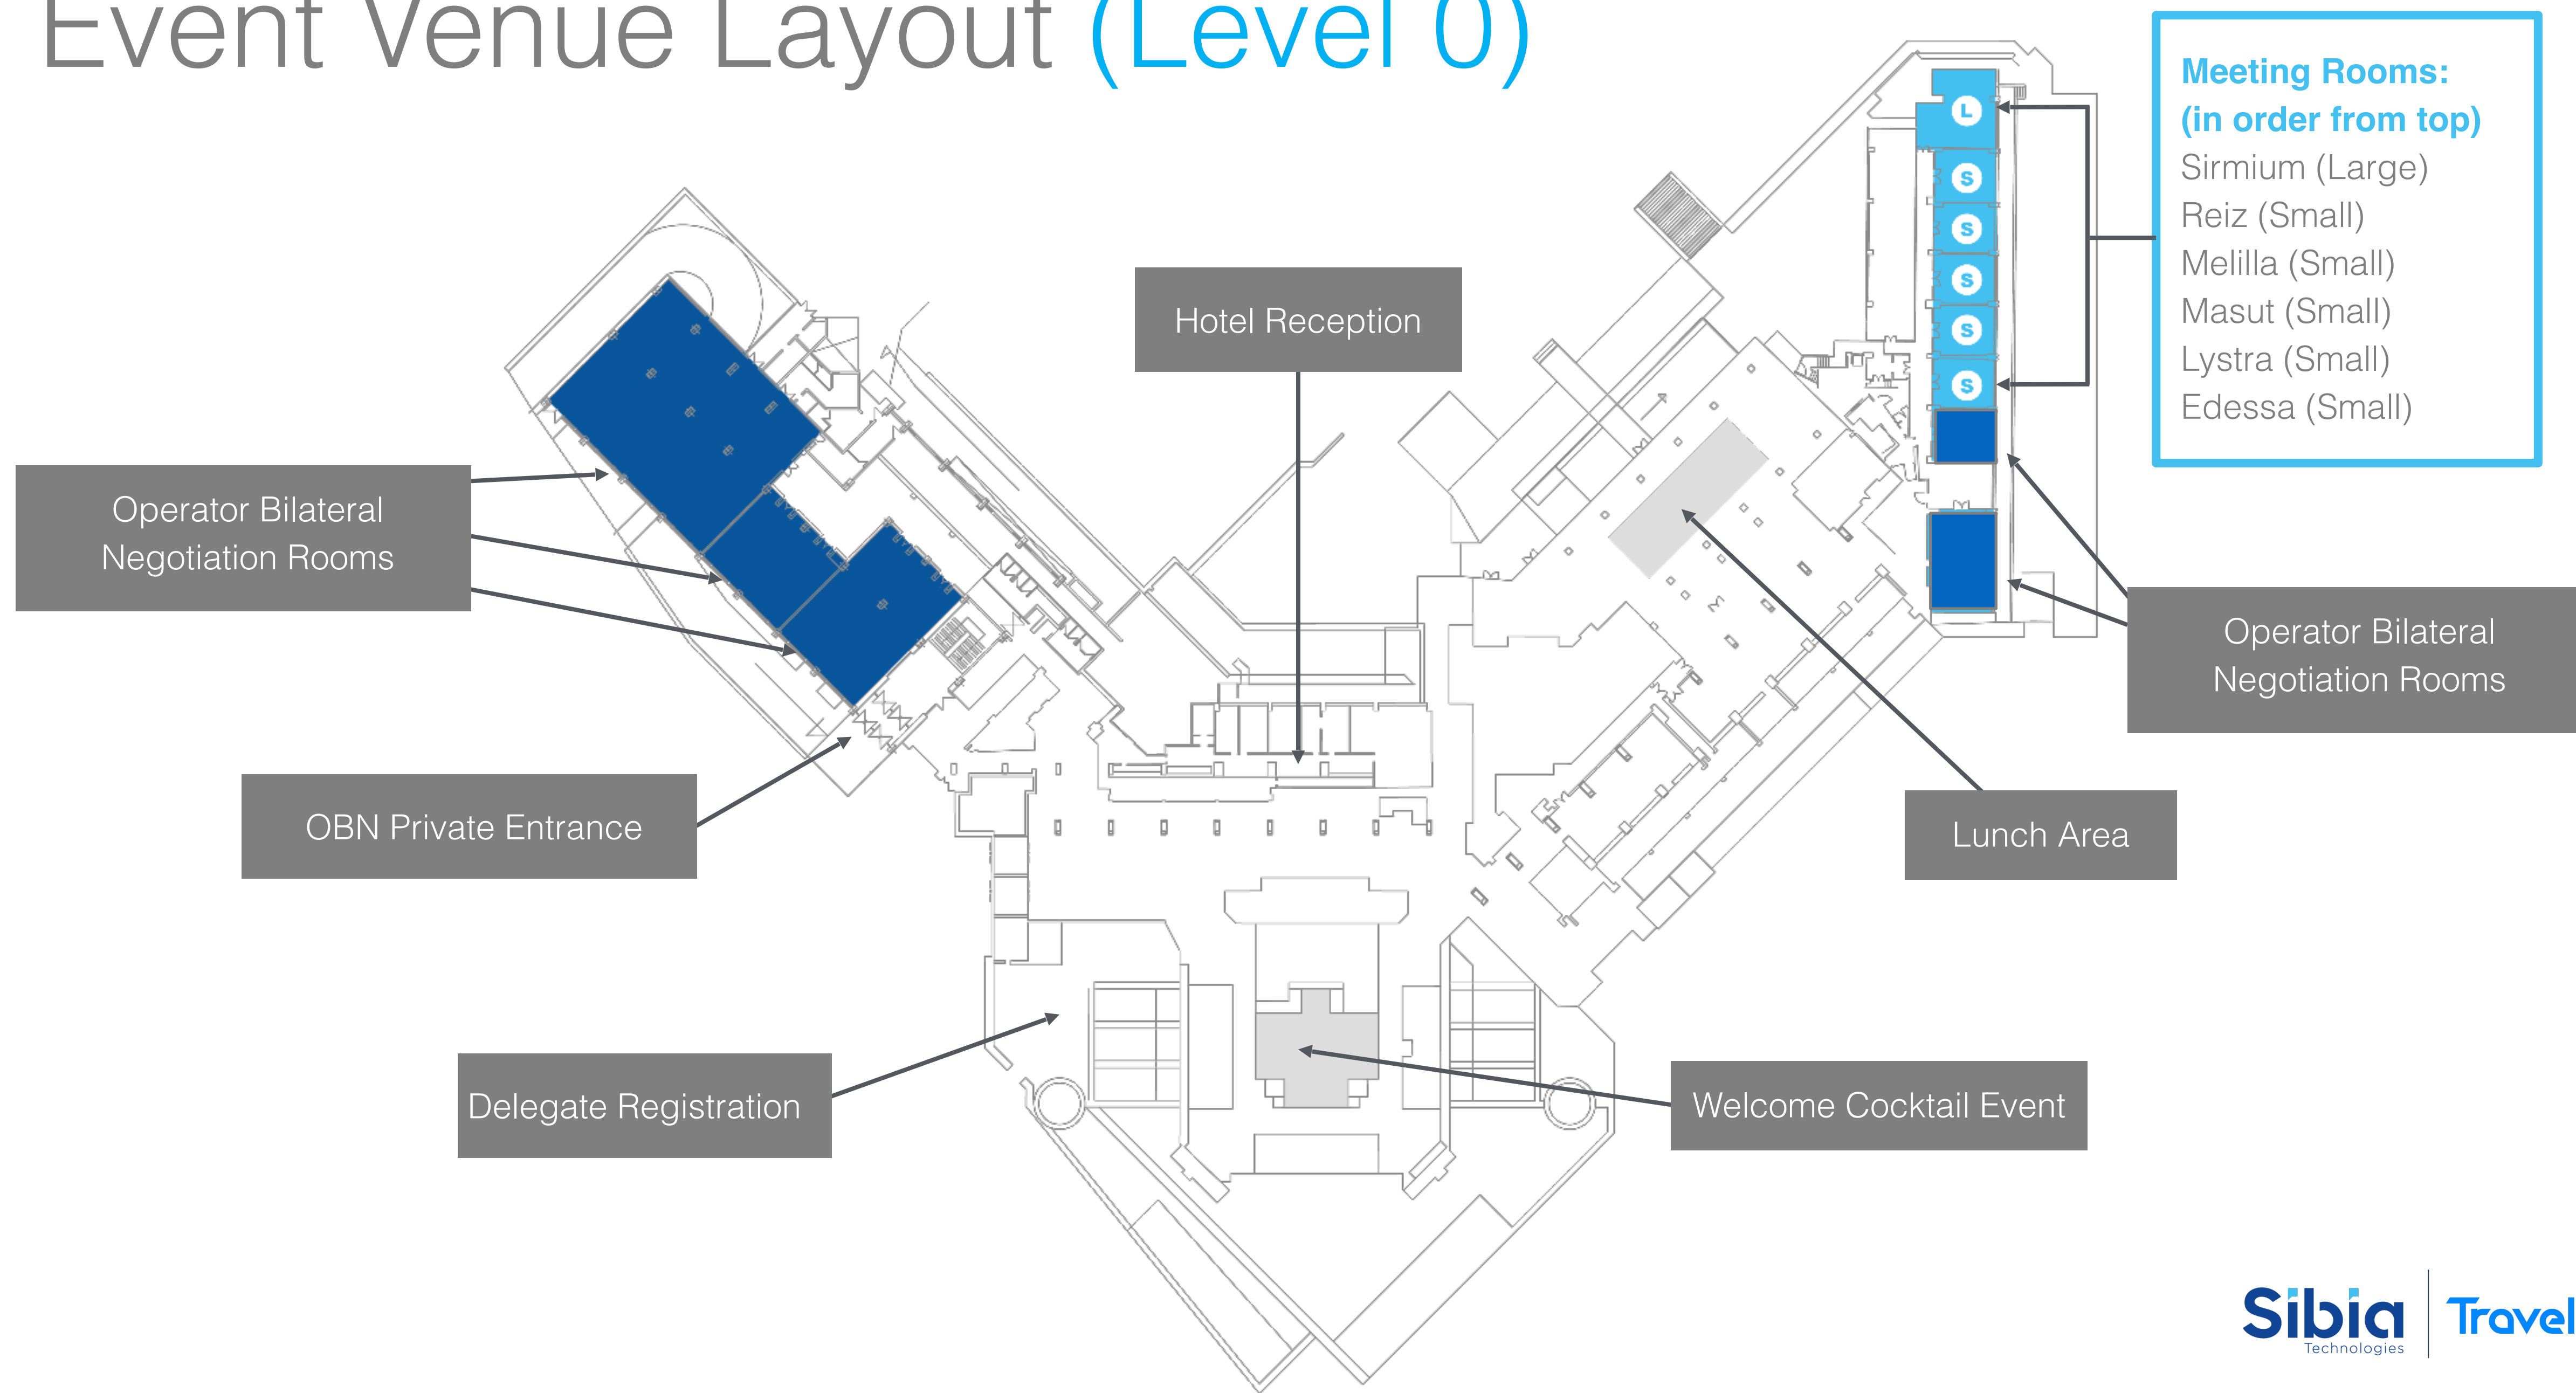 Event Venue Layout (Level 0)
Meeting Rooms:
(in order from top)
Sirmium (Large)
Reiz (Small)
Melilla (Small)
Masut (Small)
Lystra (Small)
Edessa (Small)
L
S
S
S
S
S
Hotel Reception
Operator Bilateral
Negotiation Rooms
Operator Bilateral
Negotiation Rooms
OBN Private Entrance
Lunch Area
Delegate Registration
Welcome Cocktail Event
Sibia
Technologies
Travel